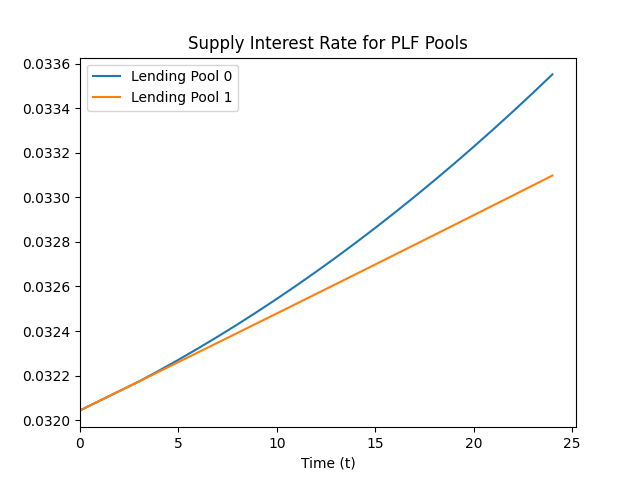 Supply Interest Rate for PLF Pools
Lending Pool 0
Lending Pool 1
0.0336
0.0334
0.0332
0.0330
0.0328
0.0326
0.0324
0.0322
0.0320
0 5 10 15 20 25
Time (t)